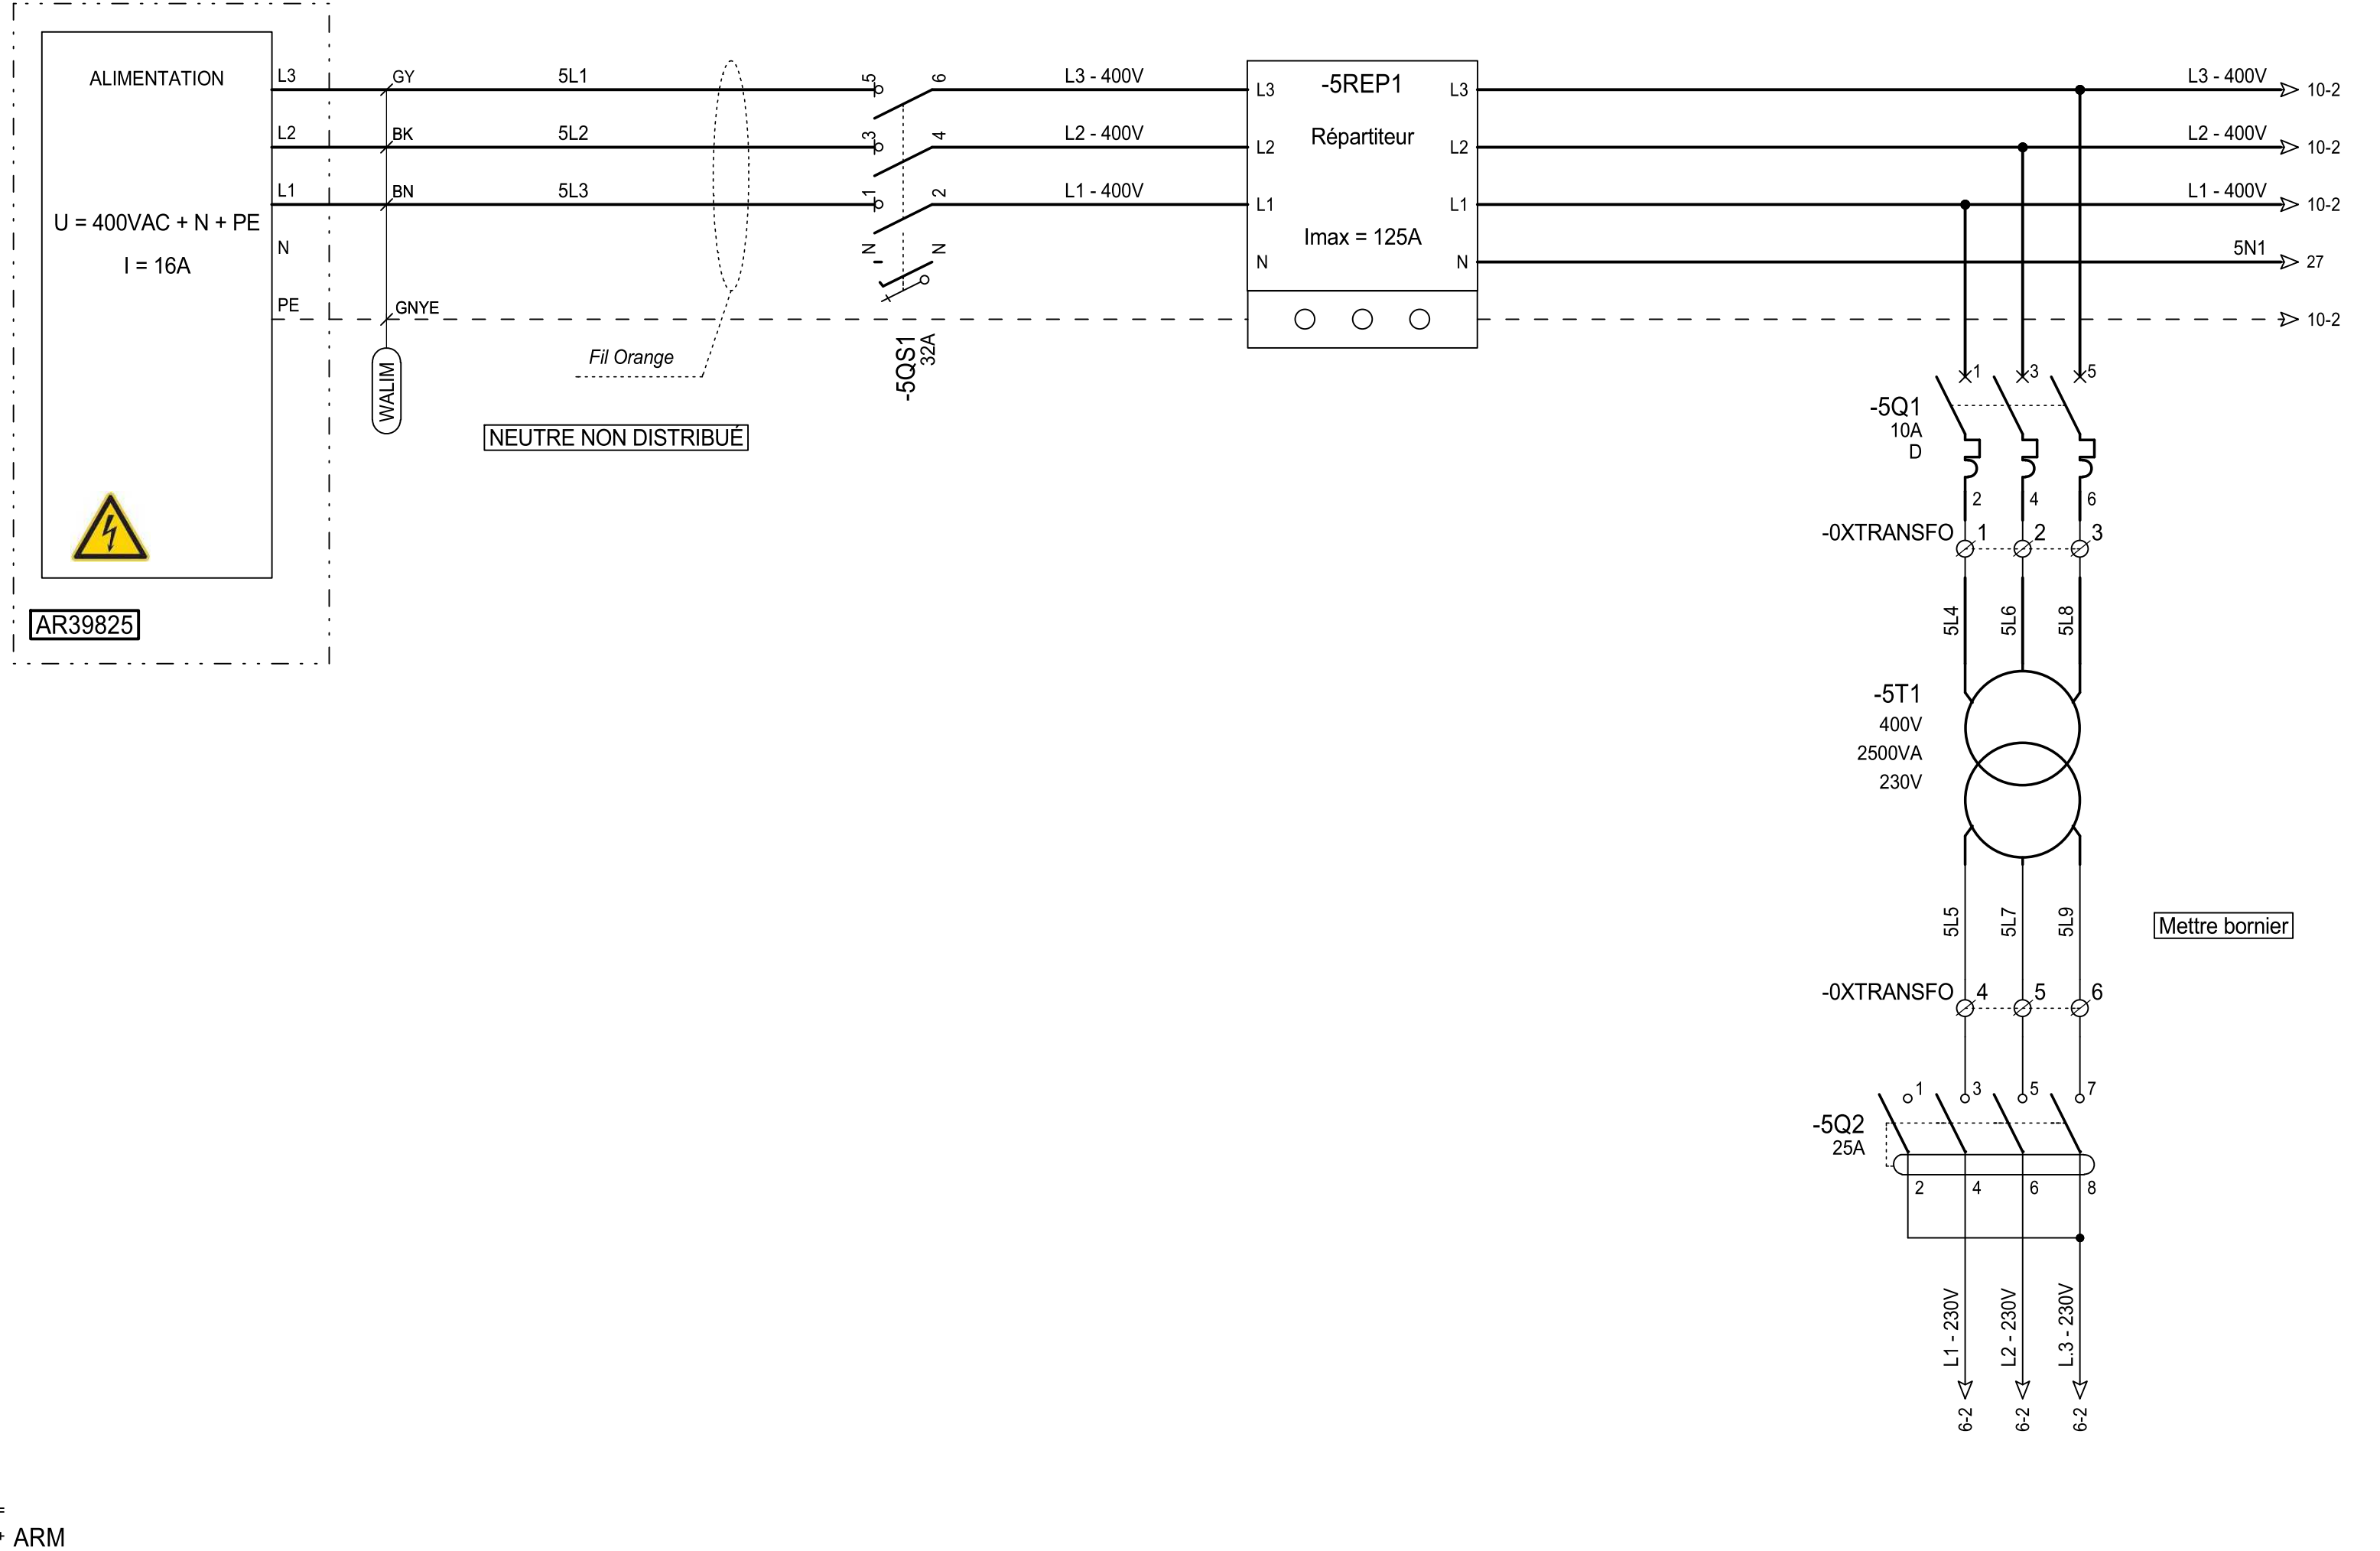 ALIMENTATION
U = 400VAC + N + PE
I = 16A
L3
L2
L1
N
PE
AR39825
GY
BK
BN
GNYE
WALIM
5L1
5L2
5L3
Fil Orange
NEUTRE NON DISTRIBUÉ
5 6
3 4
1 2
N N
-5QS1
32A
L3 - 400V
L2 - 400V
L1 - 400V
-5REP1
Répartiteur
Imax = 125A
L3 L3
L2 L2
L1 L1
N N
L3 - 400V 10-2
L2 - 400V 10-2
L1 - 400V 10-2
5N1 27
10-2
1 3 5
-5Q1
10A
D
2 4 6
-0XTRANSFO 1 2 3
5L4 5L6 5L8
-5T1
400V
2500VA
230V
5L5 5L7 5L9
Mettre bornier
-0XTRANSFO 4 5 6
1 3 5 7
-5Q2
25A
2 4 6 8
L1 - 230V L2 - 230V L.3 - 230V
6-2 6-2 6-2
=
+ ARM